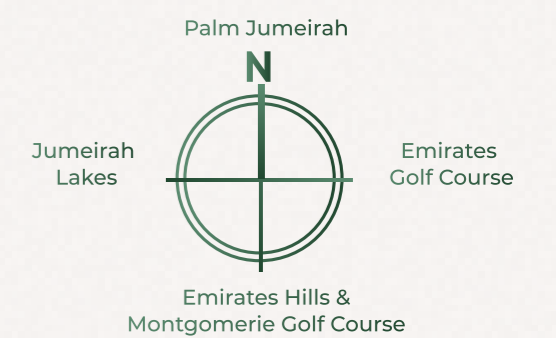 Palm Jumeirah
N
Jumeirah
Lakes
Emirates
Golf Course
Emirates Hills &
Montgomerie Golf Course